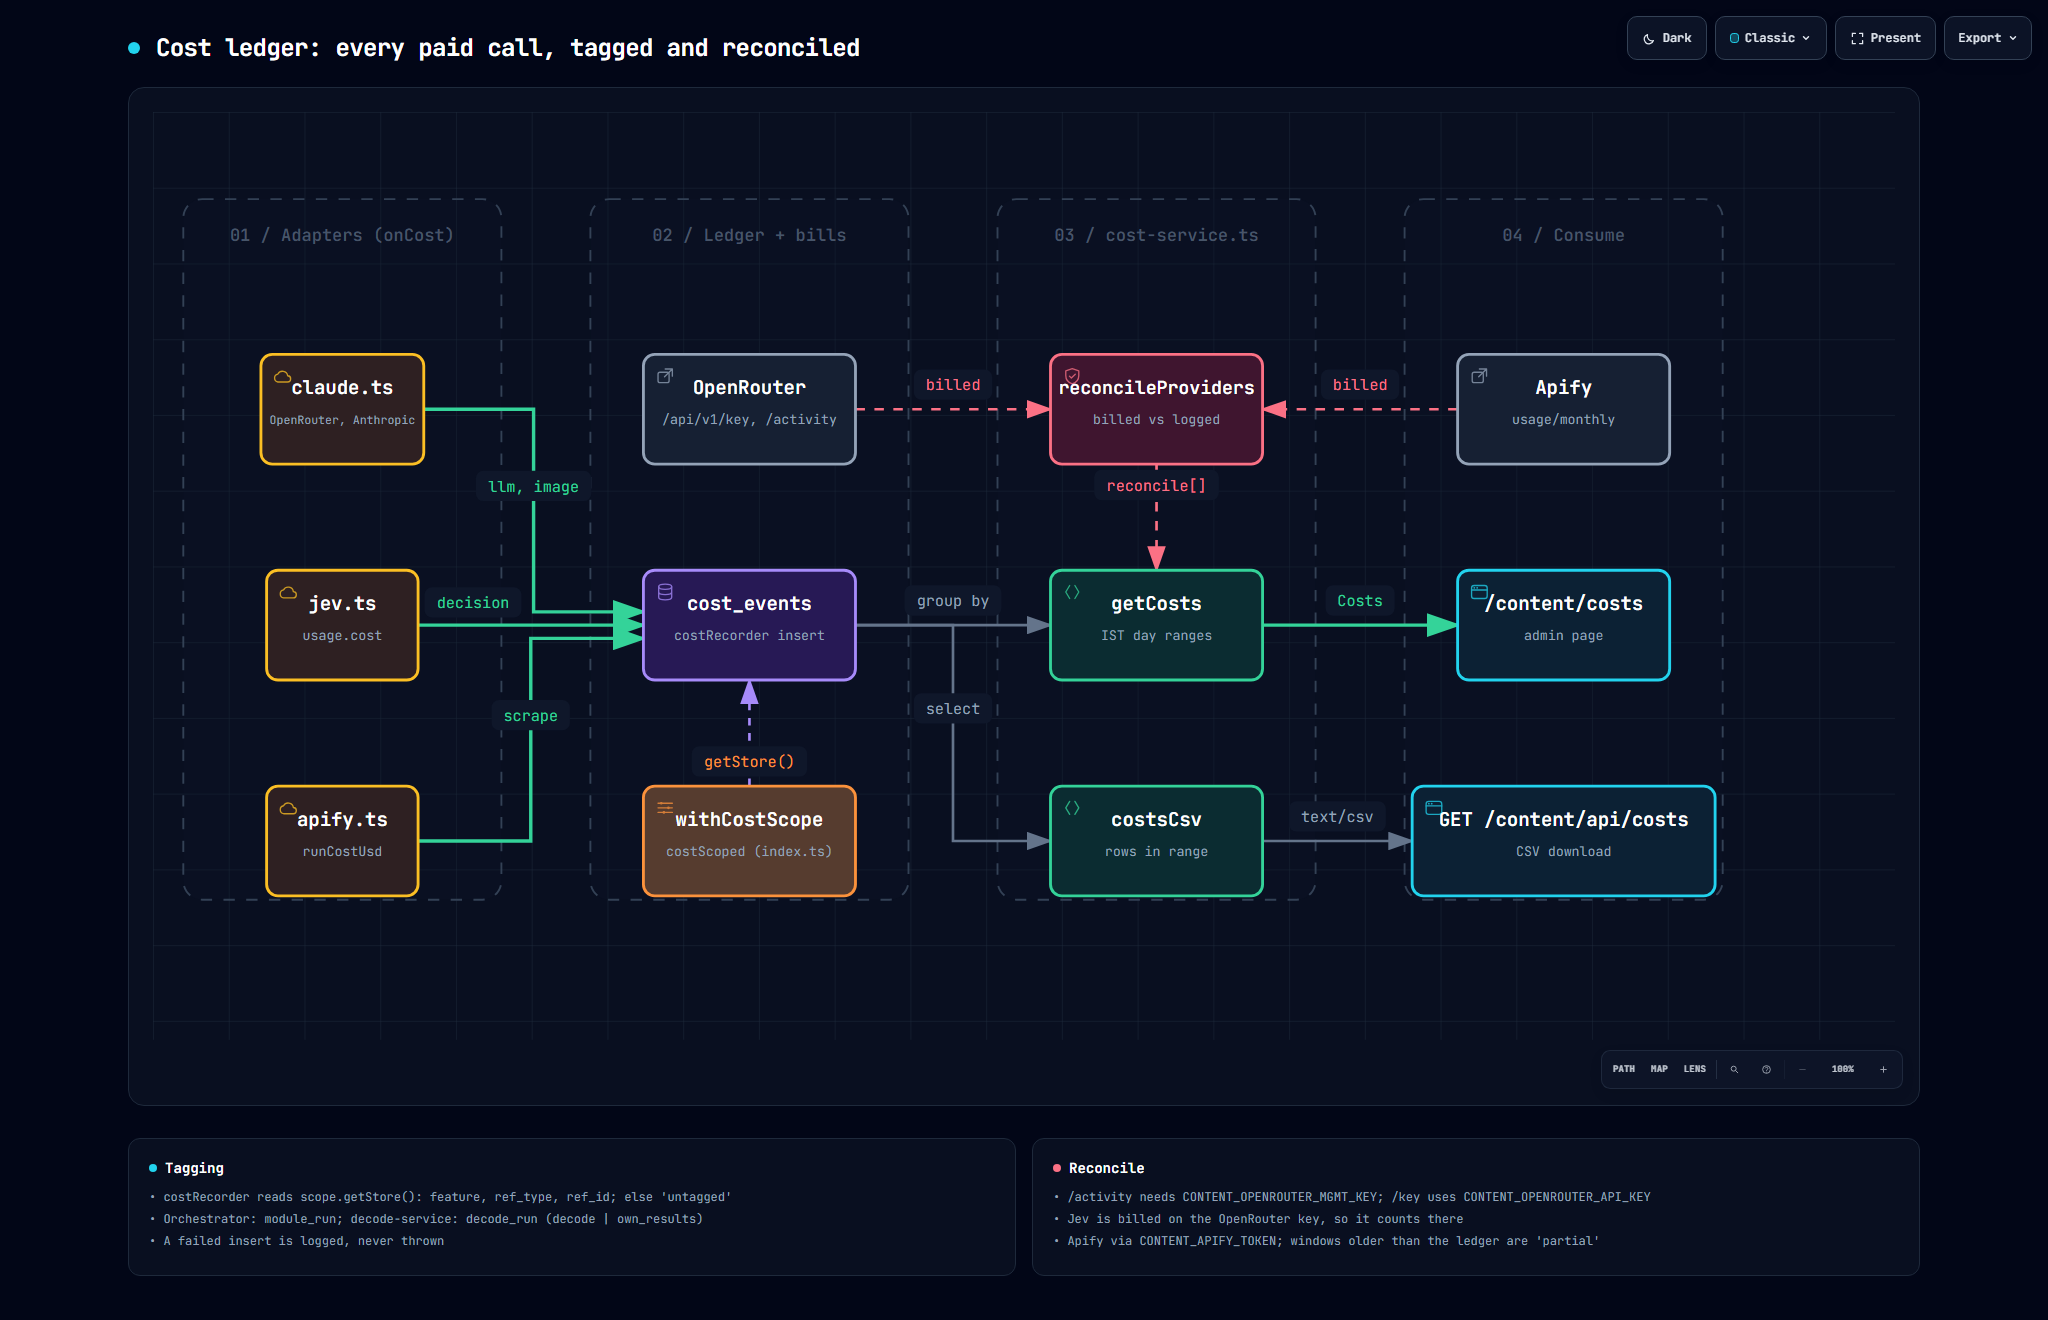 Cost ledger: every paid call, tagged and reconciled
Dark
Classic
Present
Export
01 / Adapters (onCost)
02 / Ledger + bills
03 / cost-service.ts
04 / Consume
claude.ts
OpenRouter, Anthropic
OpenRouter
/api/v1/key, /activity
billed
reconcileProviders
billed vs logged
billed
Apify
usage/monthly
llm, image
reconcile[]
jev.ts
usage.cost
decision
cost_events
costRecorder insert
group by
getCosts
IST day ranges
Costs
/content/costs
admin page
scrape
select
getStore()
apify.ts
runCostUsd
withCostScope
costScoped (index.ts)
costsCsv
rows in range
text/csv
GET /content/api/costs
CSV download
PATH MAP LENS − 100% +
Tagging
• costRecorder reads scope.getStore(): feature, ref_type, ref_id; else 'untagged'
• Orchestrator: module_run; decode-service: decode_run (decode | own_results)
• A failed insert is logged, never thrown
Reconcile
• /activity needs CONTENT_OPENROUTER_MGMT_KEY; /key uses CONTENT_OPENROUTER_API_KEY
• Jev is billed on the OpenRouter key, so it counts there
• Apify via CONTENT_APIFY_TOKEN; windows older than the ledger are 'partial'